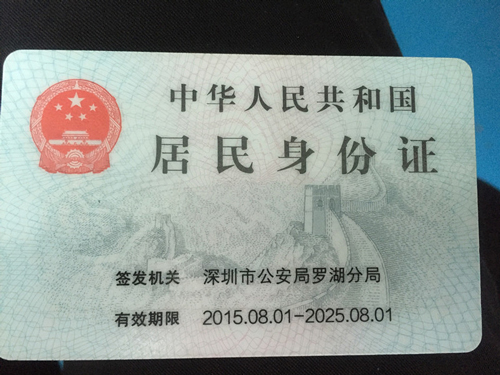 中华人民共和国
居民身份证
签发机关 深圳市公安局罗湖分局
有效期限 2015.08.01-2025.08.01